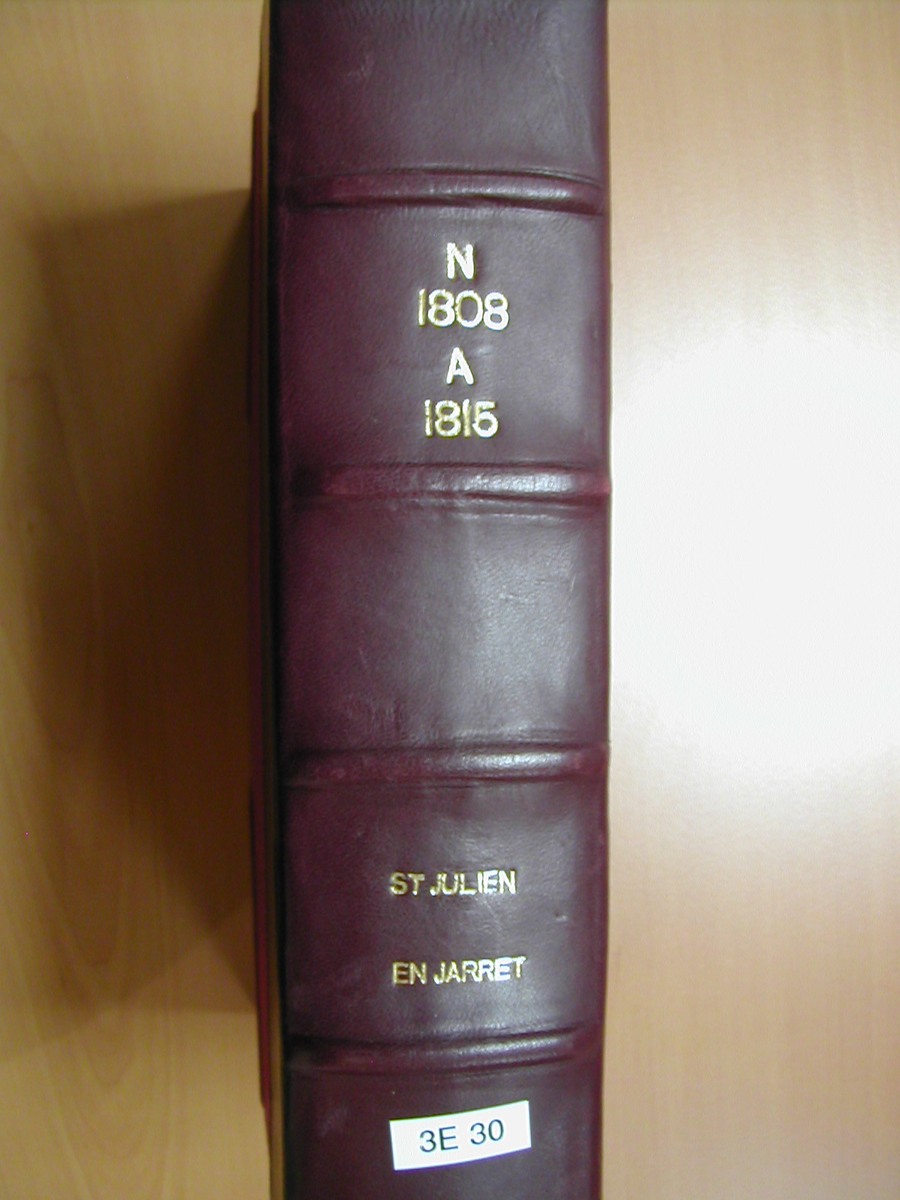 N
1808
A
1815
ST JULIEN
EN JARRET
3E 30